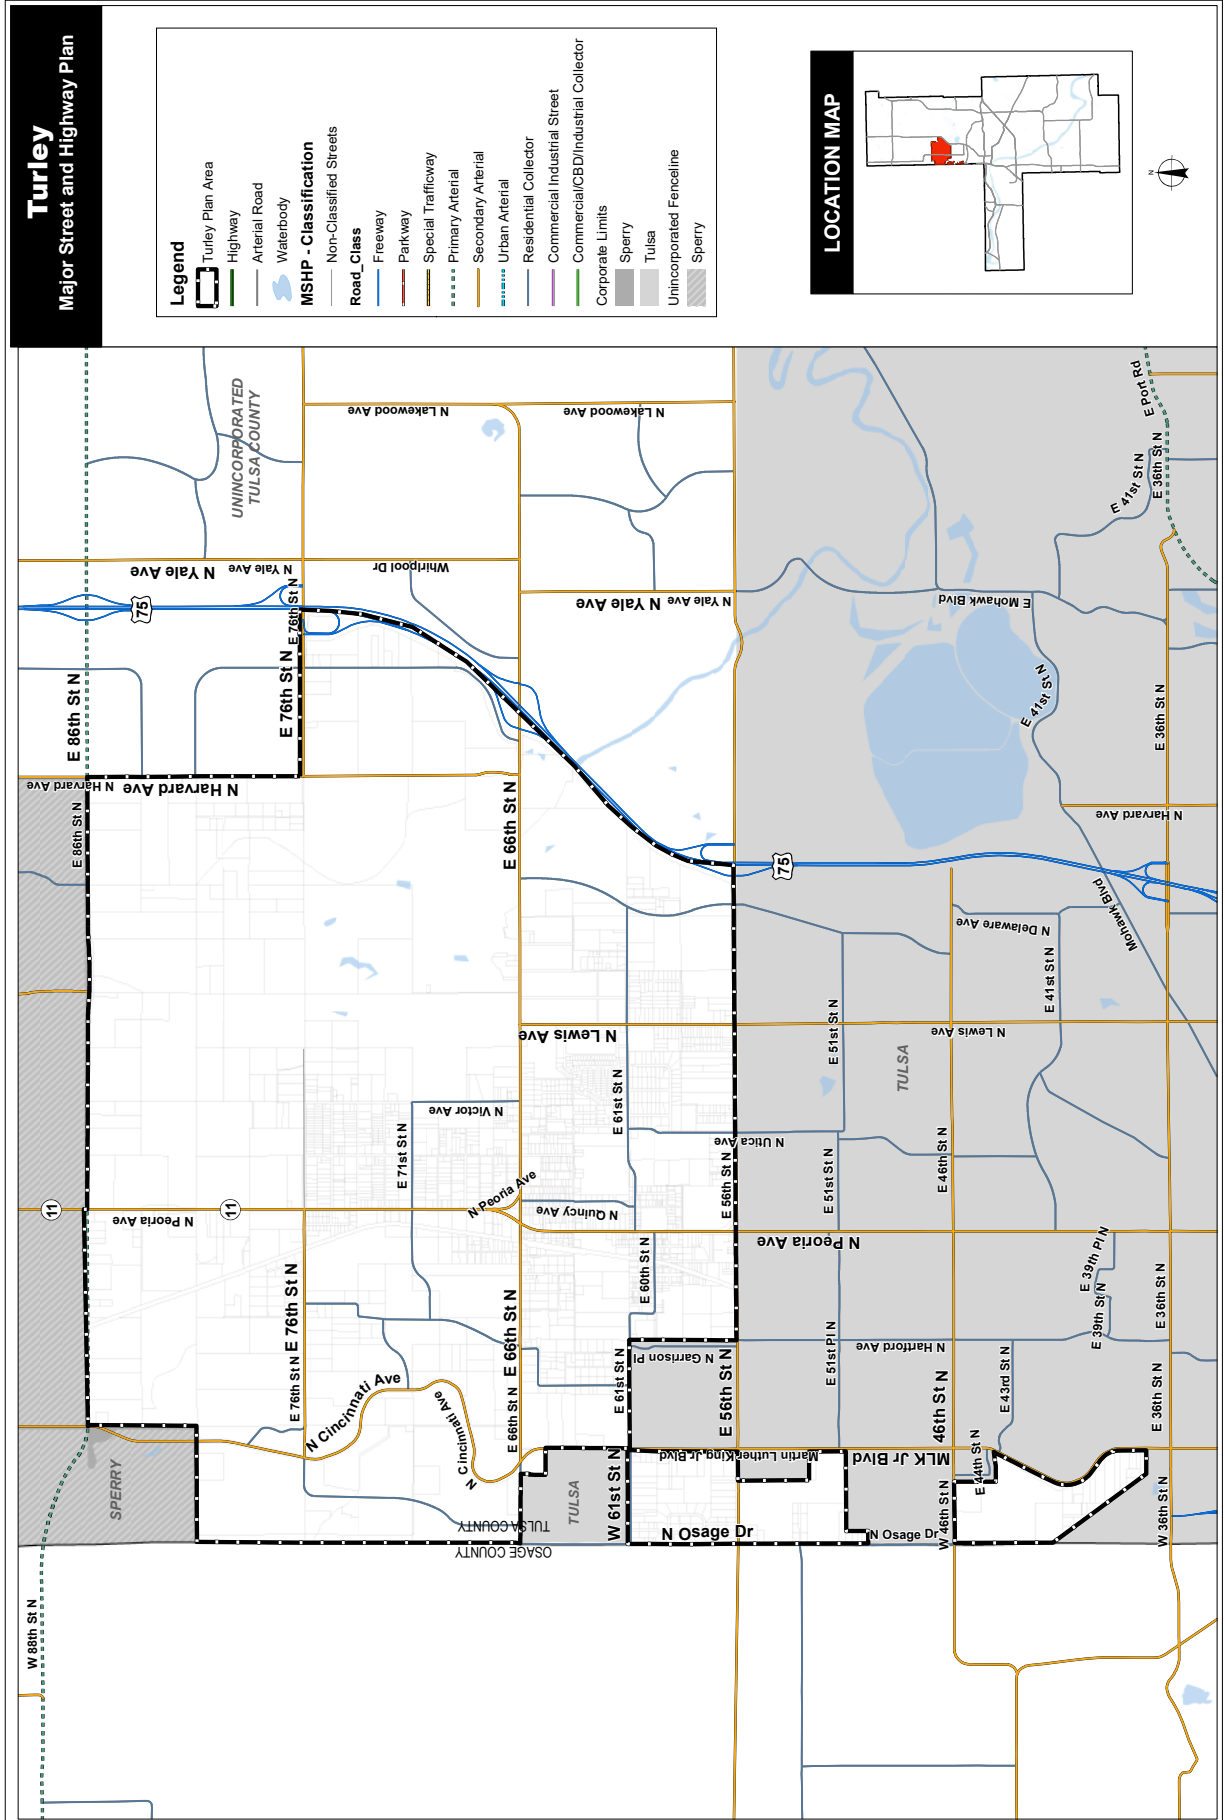 Turley
Major Street and Highway Plan
Legend
Turley Plan Area
Highway
Arterial Road
Waterbody
MSHP - Classification
Non-Classified Streets
Road_Class
Freeway
Parkway
Special Trafficway
Primary Arterial
Secondary Arterial
Urban Arterial
Residential Collector
Commercial Industrial Street
Commercial/CBD/Industrial Collector
Corporate Limits
Sperry
Tulsa
Unincorporated Fenceline
Sperry
LOCATION MAP
N
UNINCORPORATED
TULSA COUNTY
N Lakewood Ave
N Lakewood Ave
N Yale Ave
N Yale Ave
Whirlpool Dr
N Yale Ave
N Yale Ave
75
E 76th St N
E 76th St N
E 86th St N
E 86th St N
N Harvard Ave
N Harvard Ave
E 66th St N
75
E Port Rd
E 36th St N
E 41st St N
E Mohawk Blvd
E 41st St N
E 36th St N
N Harvard Ave
Mohawk Blvd
N Delaware Ave
E 41st St N
E 51st St N
N Lewis Ave
N Lewis Ave
TULSA
E 61st St N
N Victor Ave
E 71st St N
N Utica Ave
E 56th St N
E 51st St N
E 46th St N
N Peoria Ave
N Quincy Ave
11
11
N Peoria Ave
N Peoria Ave
E 60th St N
E 39th Pl N
E 39th St N
E 36th St N
E 76th St N
E 76th St N
E 66th St N
E 66th St N
N Cincinnati Ave
N Cincinnati Ave
E 61st St N
N Garrison Pl
E 56th St N
E 51st Pl N
N Hartford Ave
E 43rd St N
E 36th St N
46th St N
E 44th St N
Martin Luther King Jr Blvd
MLK Jr Blvd
SPERRY
TULSA
W 61st St N
N Osage Dr
N Osage Dr
W 46th St N
W 36th St N
TULSA COUNTY
OSAGE COUNTY
W 88th St N